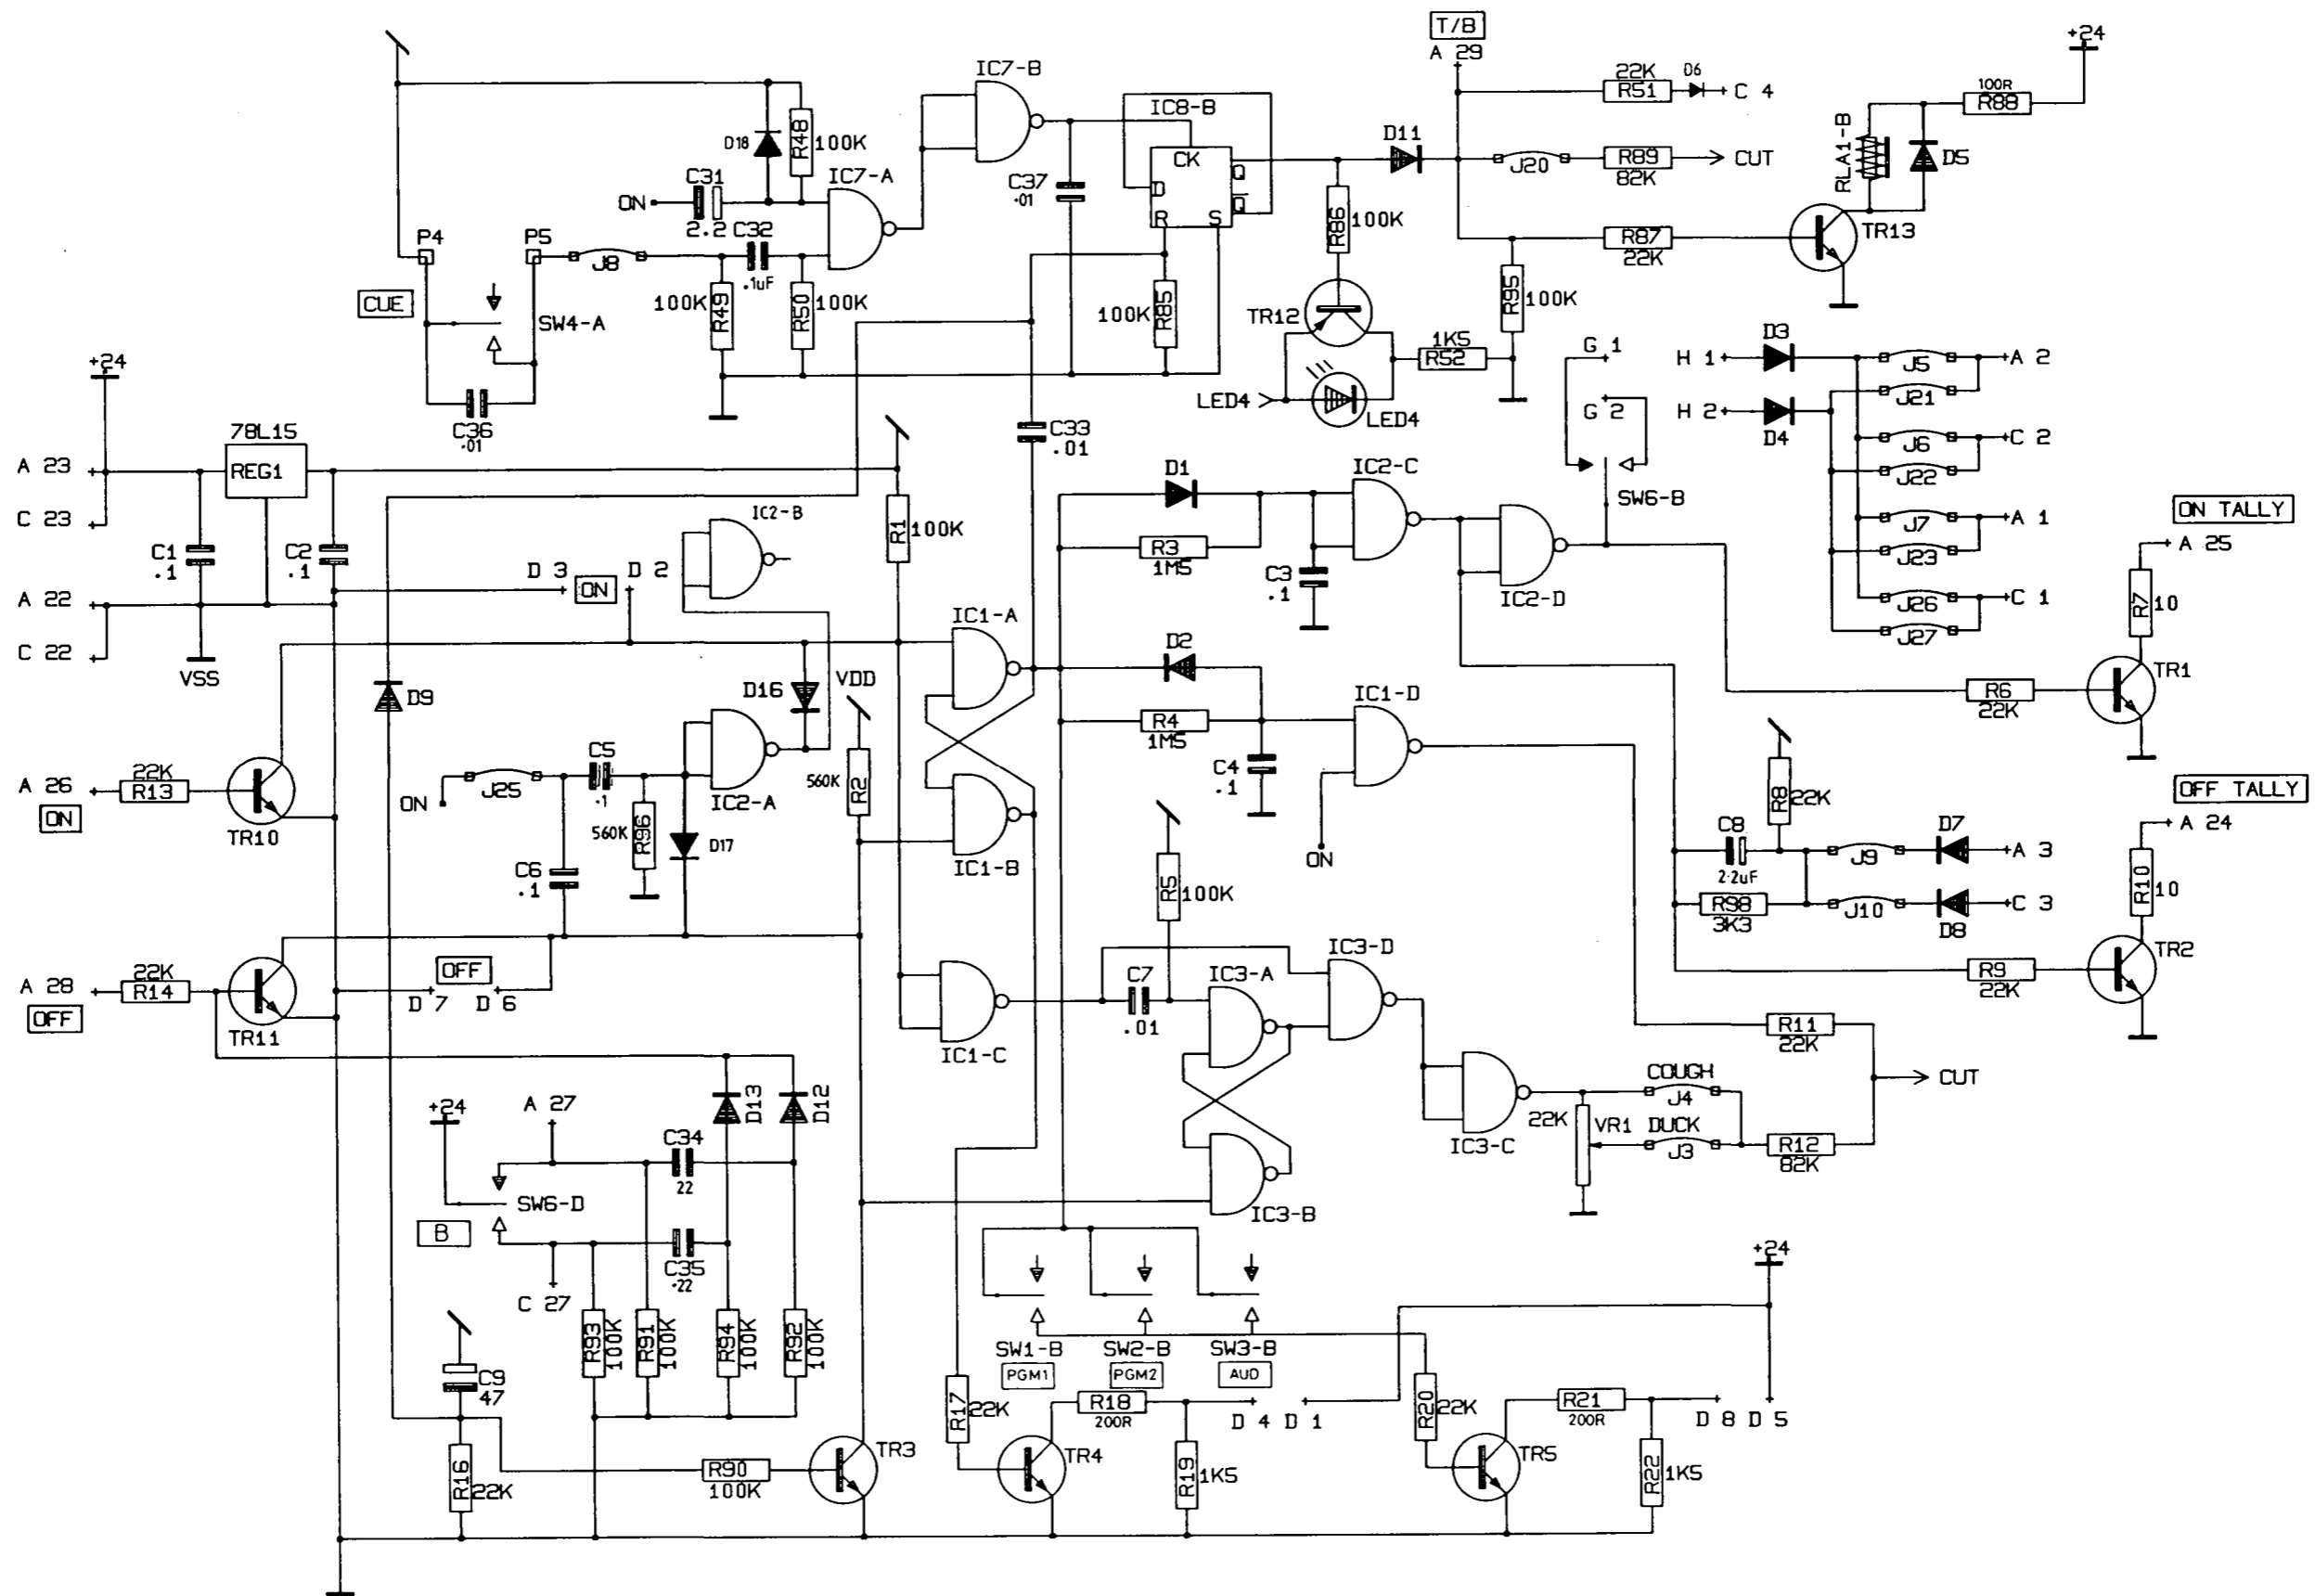 T/B
A 29
+24
IC7-B
IC8-B
22K
R51
D6
C 4
100R
R88
D18
R48
100K
CK
D
Q
Q
R
S
D11
J20
R89
82K
CUT
RLA1-B
D5
C31
ON
2.2
IC7-A
C32
.1uF
C37
.01
R86
100K
R87
22K
TR13
P4
P5
J8
CUE
SW4-A
100K
R49
R50
100K
100K
R85
TR12
R95
100K
1K5
R52
G 1
G 2
H 1
D3
J5
A 2
J21
H 2
D4
J6
C 2
J22
+24
C36
.01
LED4
LED4
C33
.01
78L15
REG1
A 23
C 23
R1
100K
D1
IC2-C
SW6-B
J7
A 1
J23
ON TALLY
A 25
C1
.1
C2
.1
IC2-B
R3
1M5
C3
.1
IC2-D
J26
C 1
J27
R7
10
D 3
ON
D 2
A 22
C 22
VSS
IC1-A
D2
D9
D16
VDD
R4
1M5
IC1-D
R6
22K
TR1
A 26
ON
22K
R13
TR10
ON
J25
C5
.1
IC2-A
560K
R2
C4
.1
ON
R8
22K
OFF TALLY
A 24
560K
R96
D17
IC1-B
C6
.1
R5
100K
C8
2.2uF
J9
D7
A 3
R98
3K3
J10
D8
C 3
R10
10
A 28
OFF
22K
R14
TR11
OFF
D 7
D 6
IC1-C
C7
.01
IC3-A
IC3-D
R9
22K
TR2
R11
22K
CUT
+24
A 27
D13
D12
C34
22
SW6-D
B
C35
.22
C 27
IC3-C
22K
VR1
COUGH
J4
DUCK
J3
R12
82K
IC3-B
+24
C9
47
R93
100K
R91
100K
R94
100K
R92
100K
SW1-B
PGM1
SW2-B
PGM2
SW3-B
AUD
R17
22K
R18
200R
D 4
D 1
R20
22K
R21
200R
D 8
D 5
R16
22K
R90
100K
TR3
TR4
R19
1K5
TR5
R22
1K5